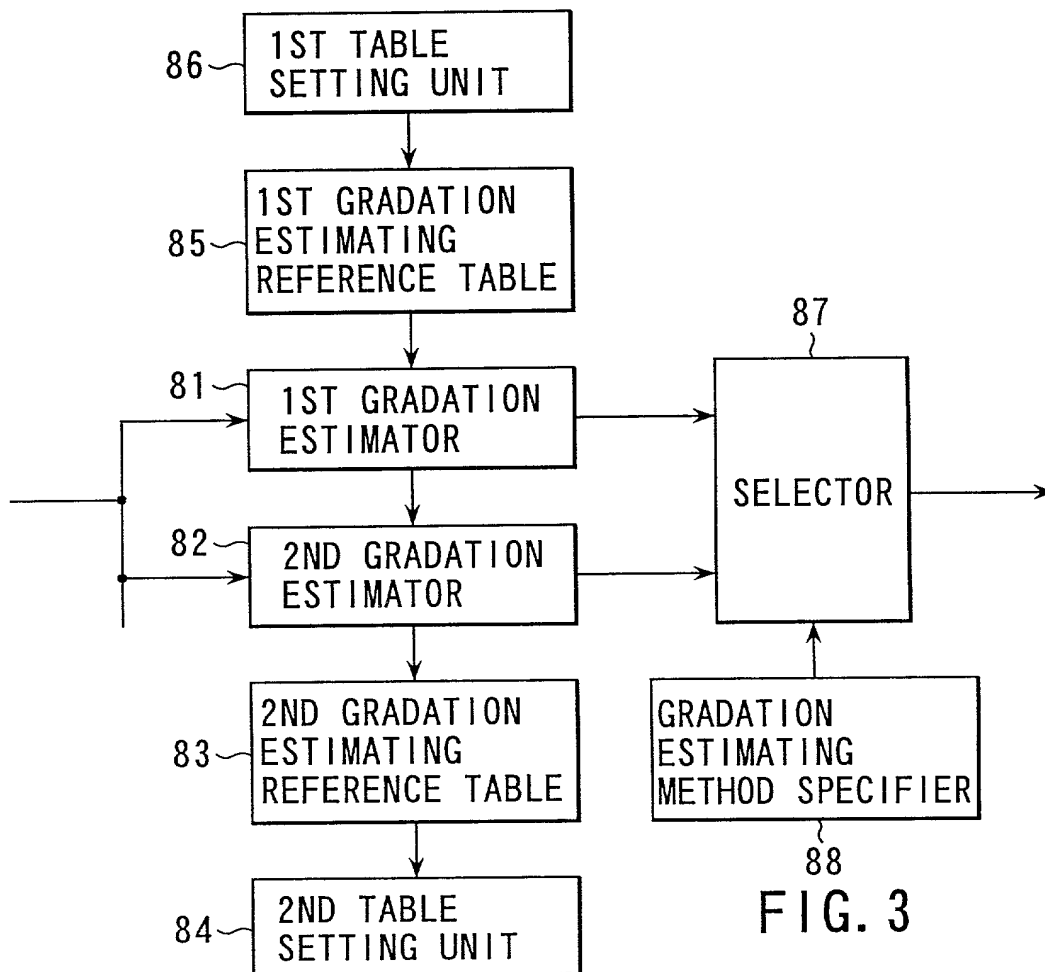 86
1ST TABLE
SETTING UNIT
85
1ST GRADATION
ESTIMATING
REFERENCE TABLE
81
1ST GRADATION
ESTIMATOR
87
SELECTOR
82
2ND GRADATION
ESTIMATOR
83
2ND GRADATION
ESTIMATING
REFERENCE TABLE
GRADATION
ESTIMATING
METHOD SPECIFIER
88
84
2ND TABLE
SETTING UNIT
FIG. 3